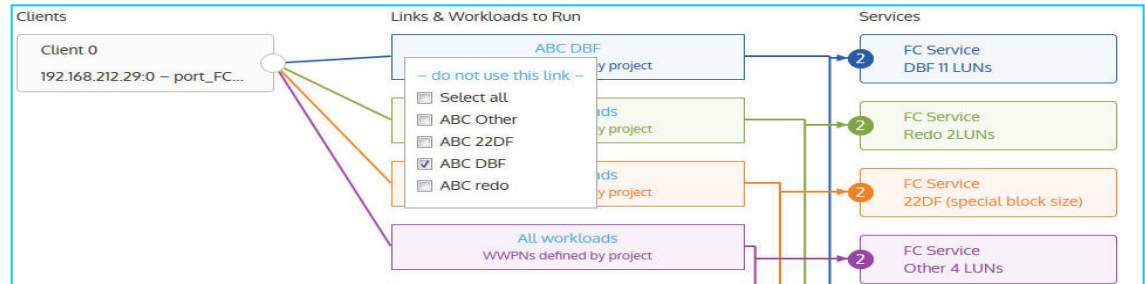 Clients
Links & Workloads to Run
Services
Client 0
192.168.212.29:0 – port_FC...
ABC DBF
y by project
– do not use this link –
Select all
ABC Other
ABC 22DF
ABC DBF
ABC redo
ads
y project
ads
y project
All workloads
WWPNs defined by project
2
FC Service
DBF 11 LUNs
2
FC Service
Redo 2LUNs
2
FC Service
22DF (special block size)
2
FC Service
Other 4 LUNs